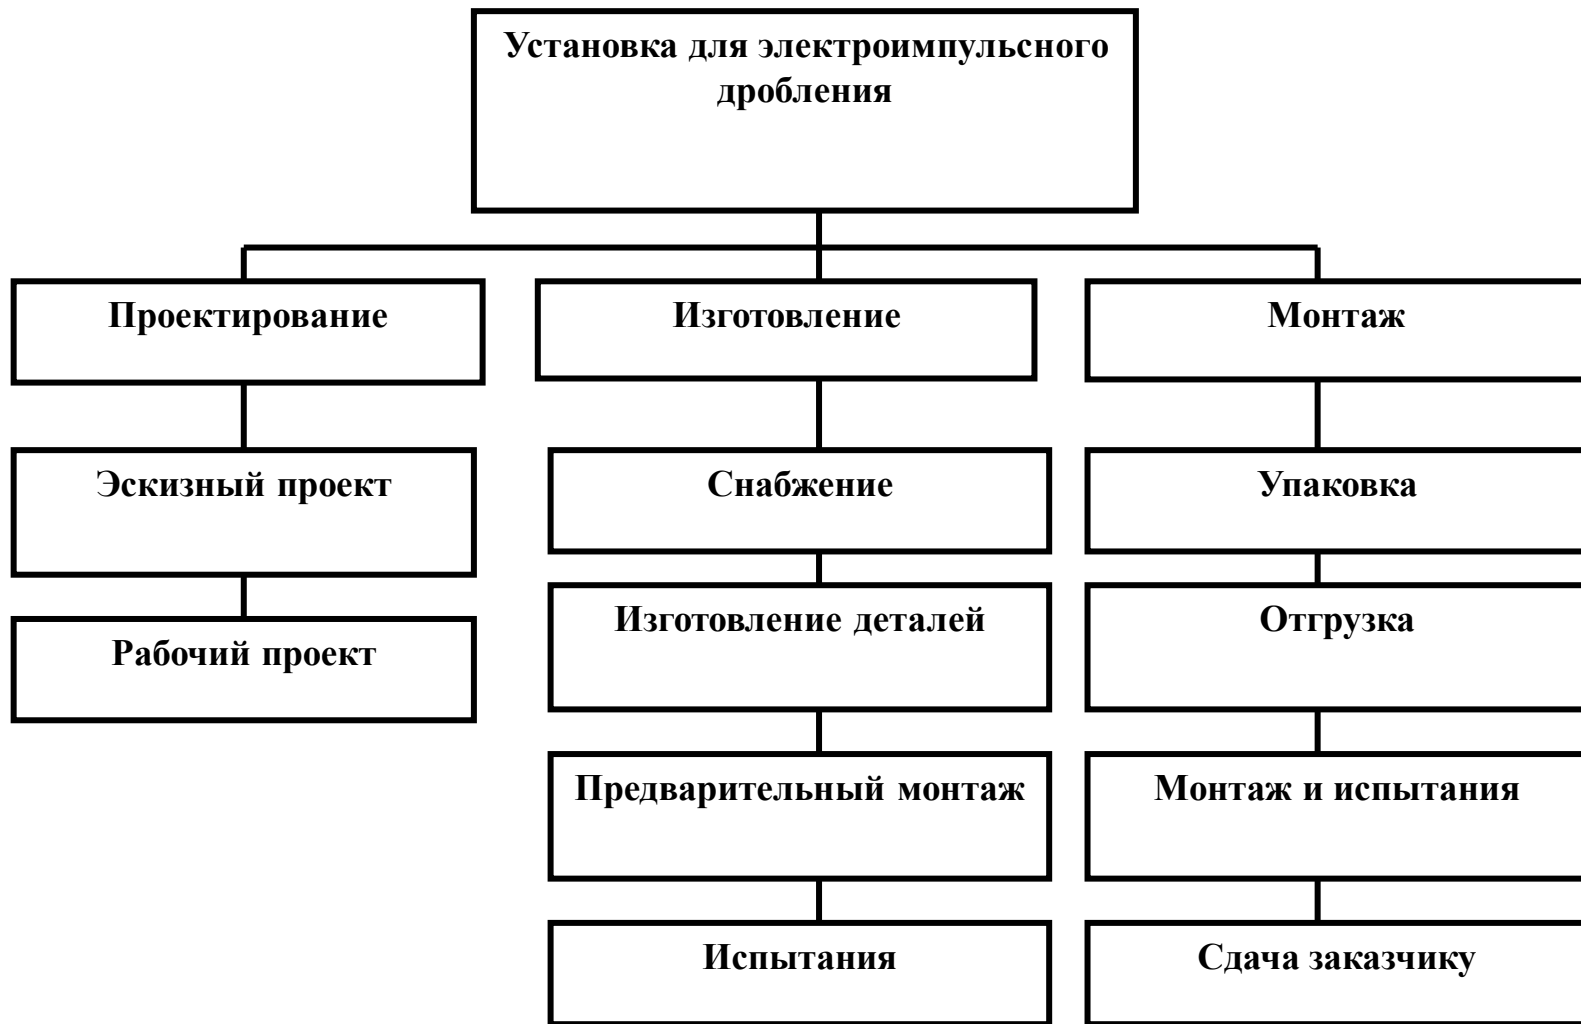 Установка для электроимпульсного
дробления
Проектирование
Изготовление
Монтаж
Эскизный проект
Снабжение
Упаковка
Рабочий проект
Изготовление деталей
Отгрузка
Предварительный монтаж
Монтаж и испытания
Испытания
Сдача заказчику